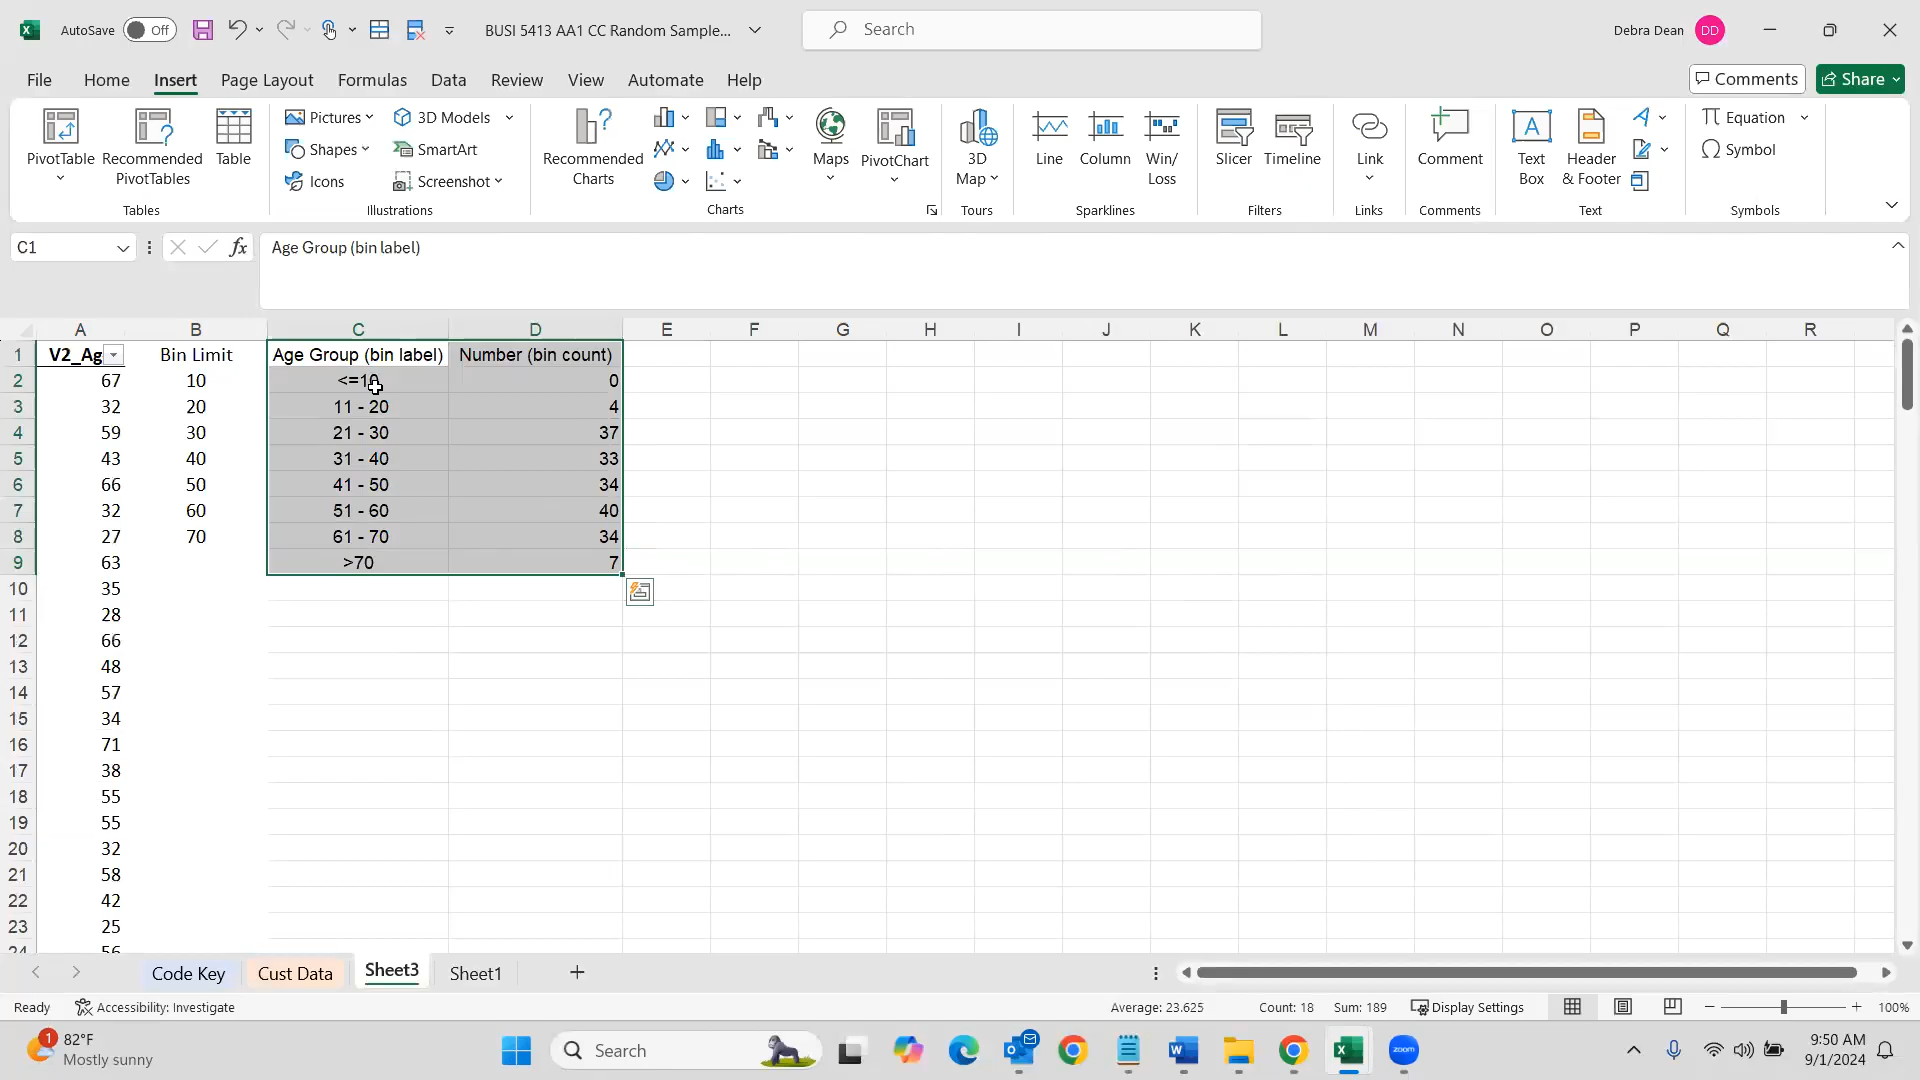 AutoSave Off BUSI 5413 AA1 CC Random Sample... Search Debra Dean DD
File Home Insert Page Layout Formulas Data Review View Automate Help Comments Share
PivotTable Recommended PivotTables Table Pictures Shapes Icons 3D Models SmartArt Screenshot Recommended Charts Maps PivotChart 3D Map Line Column Win/Loss Slicer Timeline Link Comment Text Box Header & Footer Equation Symbol
Tables Illustrations Charts Tours Sparklines Filters Links Comments Text Symbols
C1 fx Age Group (bin label)
A B C D E F G H I J K L M N O P Q R
1 V2_Ag Bin Limit Age Group (bin label) Number (bin count)
2 67 10 <=10 0
3 32 20 11 - 20 4
4 59 30 21 - 30 37
5 43 40 31 - 40 33
6 66 50 41 - 50 34
7 32 60 51 - 60 40
8 27 70 61 - 70 34
9 63 >70 7
10 35
11 28
12 66
13 48
14 57
15 34
16 71
17 38
18 55
19 55
20 32
21 58
22 42
23 25
24 56
Code Key Cust Data Sheet3 Sheet1
Ready Accessibility: Investigate Average: 23.625 Count: 18 Sum: 189 Display Settings 100%
1 82°F Search zoom 9:50 AM
Mostly sunny 9/1/2024